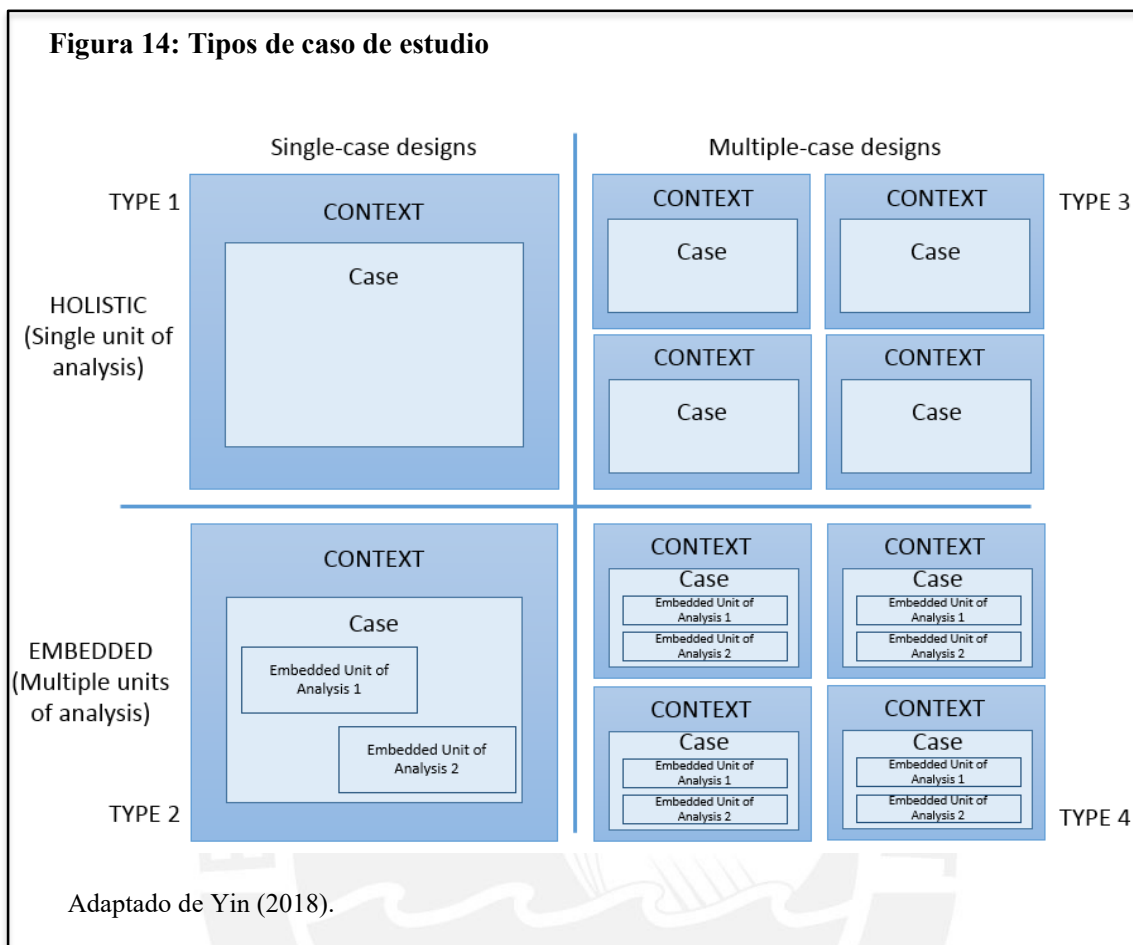 Figura 14: Tipos de caso de estudio
Single-case designs
Multiple-case designs
TYPE 1
CONTEXT
Case
HOLISTIC
(Single unit of
analysis)
CONTEXT
Case
CONTEXT
Case
TYPE 3
CONTEXT
Case
CONTEXT
Case
CONTEXT
Case
Embedded Unit of
Analysis 1
Embedded Unit of
Analysis 2
EMBEDDED
(Multiple units
of analysis)
TYPE 2
CONTEXT
Case
Embedded Unit of
Analysis 1
Embedded Unit of
Analysis 2
CONTEXT
Case
Embedded Unit of
Analysis 1
Embedded Unit of
Analysis 2
CONTEXT
Case
Embedded Unit of
Analysis 1
Embedded Unit of
Analysis 2
CONTEXT
Case
Embedded Unit of
Analysis 1
Embedded Unit of
Analysis 2
TYPE 4
Adaptado de Yin (2018).